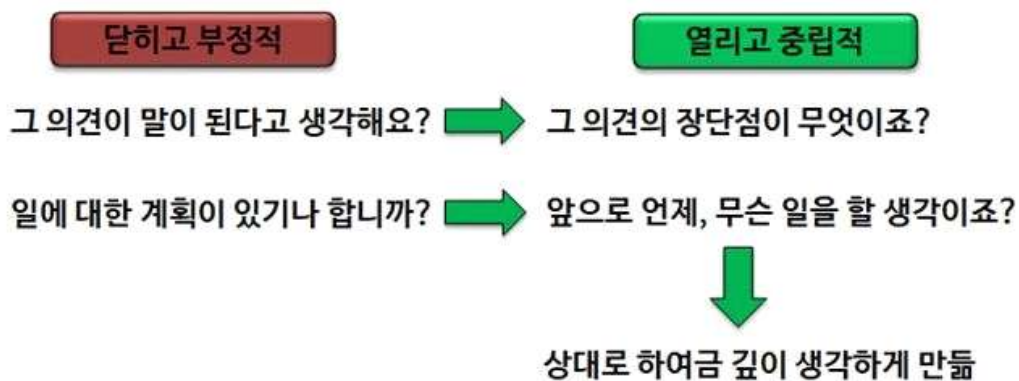 닫히고 부정적
열리고 중립적
그 의견이 말이 된다고 생각해요?
그 의견의 장단점이 무엇이죠?
일에 대한 계획이 있기나 합니까?
앞으로 언제, 무슨 일을 할 생각이죠?
상대로 하여금 깊이 생각하게 만듦